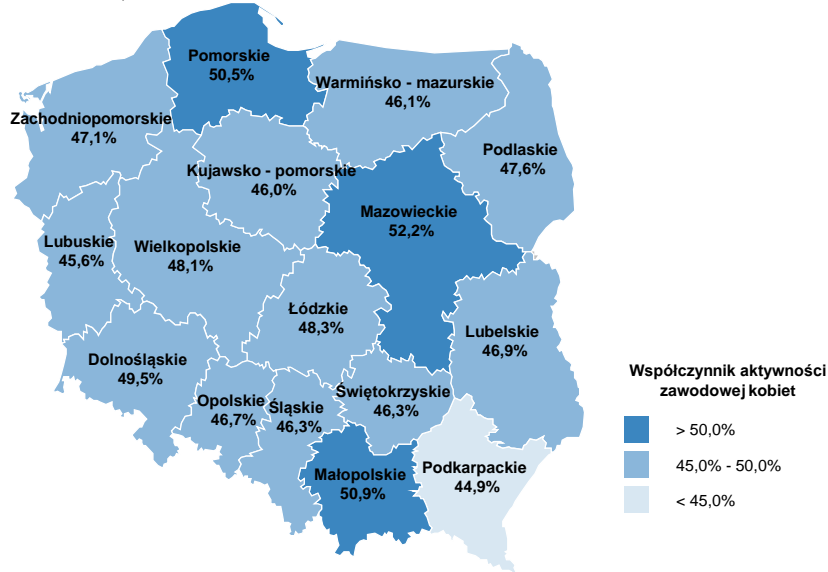 Pomorskie
50,5%
Warmińsko - mazurskie
46,1%
Zachodniopomorskie
47,1%
Podlaskie
47,6%
Kujawsko - pomorskie
46,0%
Mazowieckie
52,2%
Lubuskie
45,6%
Wielkopolskie
48,1%
Łódzkie
48,3%
Lubelskie
46,9%
Dolnośląskie
49,5%
Opolskie
46,7%
Śląskie
46,3%
Świętokrzyskie
46,3%
Małopolskie
50,9%
Podkarpackie
44,9%
Współczynnik aktywności
zawodowej kobiet
> 50,0%
45,0% - 50,0%
< 45,0%